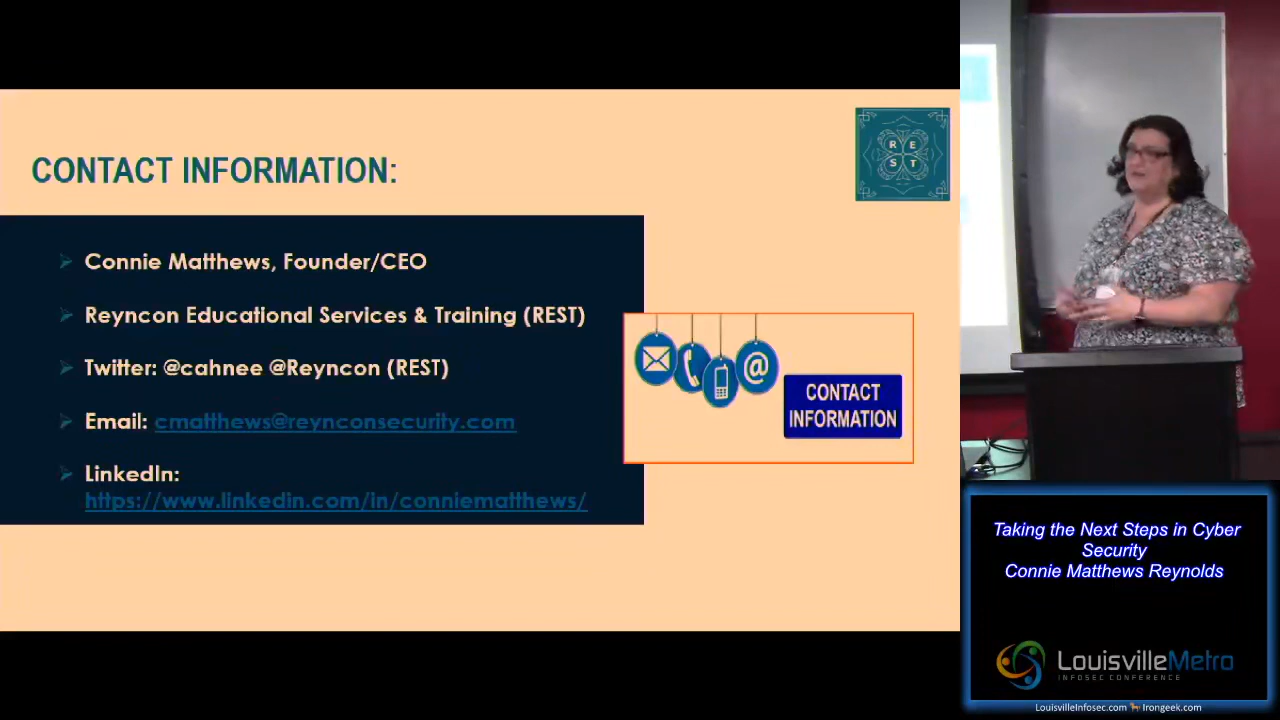 CONTACT INFORMATION:
R E
S T
Connie Matthews, Founder/CEO
Reyncon Educational Services & Training (REST)
Twitter: @cahnee @Reyncon (REST)
Email: cmatthews@reynconsecurity.com
LinkedIn:
https://www.linkedin.com/in/conniematthews/
@
CONTACT
INFORMATION
Taking the Next Steps in Cyber
Security
Connie Matthews Reynolds
LouisvilleMetro
INFOSEC CONFERENCE
LouisvilleInfosec.com Irongeek.com